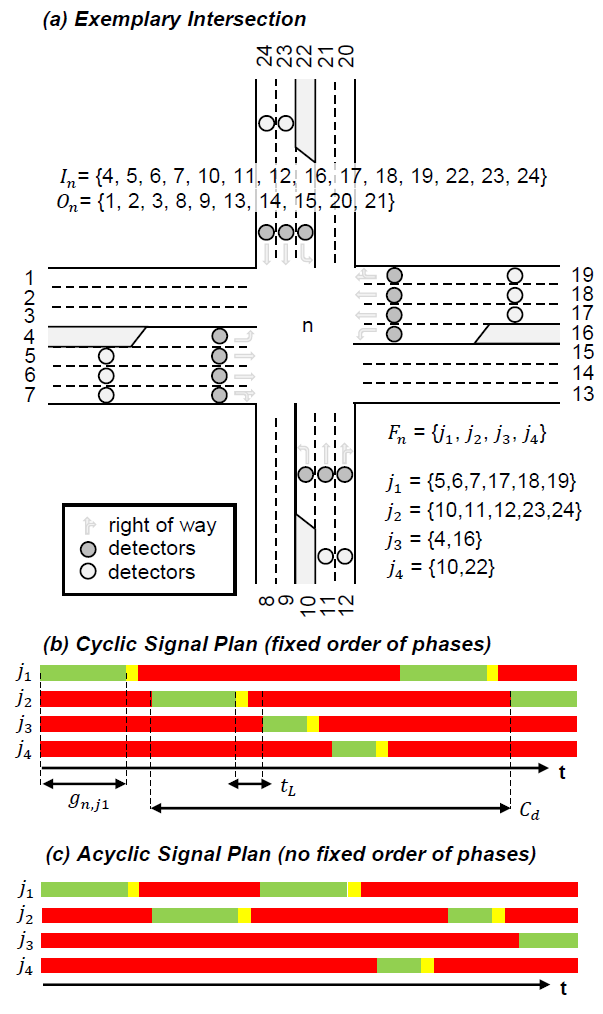 (a) Exemplary Intersection
24 23 22 21 20
I_n= {4, 5, 6, 7, 10, 11, 12, 16, 17, 18, 19, 22, 23, 24}
O_n= {1, 2, 3, 8, 9, 13, 14, 15, 20, 21}
1
2
3
4
5
6
7
n
19
18
17
16
15
14
13
F_n = {j_1, j_2, j_3, j_4}
j_1 = {5,6,7,17,18,19}
j_2 = {10,11,12,23,24}
j_3 = {4,16}
j_4 = {10,22}
right of way
detectors
detectors
8 9 10 11 12
(b) Cyclic Signal Plan (fixed order of phases)
j_1
j_2
j_3
j_4
t
g_{n,j1}
t_L
C_d
(c) Acyclic Signal Plan (no fixed order of phases)
j_1
j_2
j_3
j_4
t